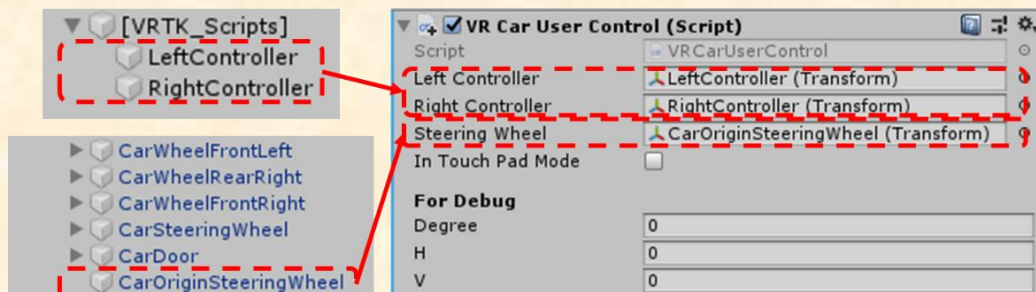 [VRTK_Scripts]
LeftController
RightController
CarWheelFrontLeft
CarWheelRearRight
CarWheelFrontRight
CarSteeringWheel
CarDoor
CarOriginSteeringWheel
VR Car User Control (Script)
Script VRCarUserControl
Left Controller LeftController (Transform)
Right Controller RightController (Transform)
Steering Wheel CarOriginSteeringWheel (Transform)
In Touch Pad Mode
For Debug
Degree 0
H 0
V 0